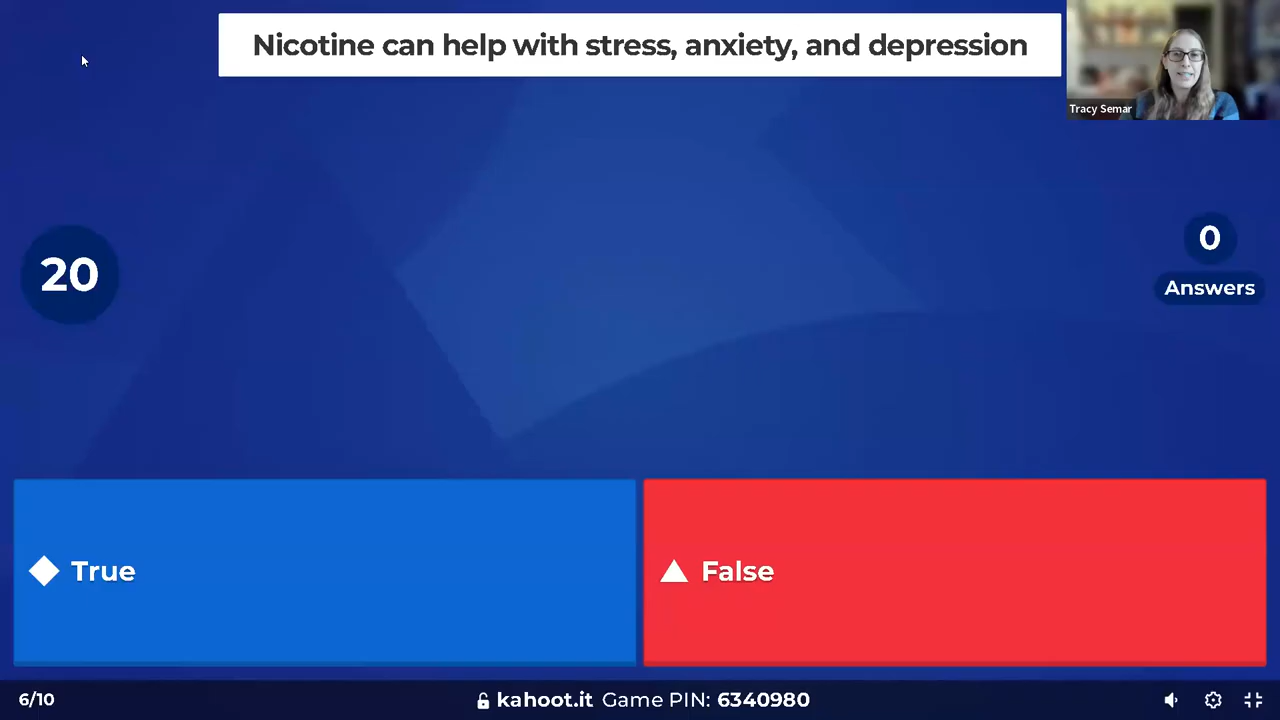 Nicotine can help with stress, anxiety, and depression
Tracy Semar
20
0
Answers
True
False
6/10
kahoot.it Game PIN: 6340980